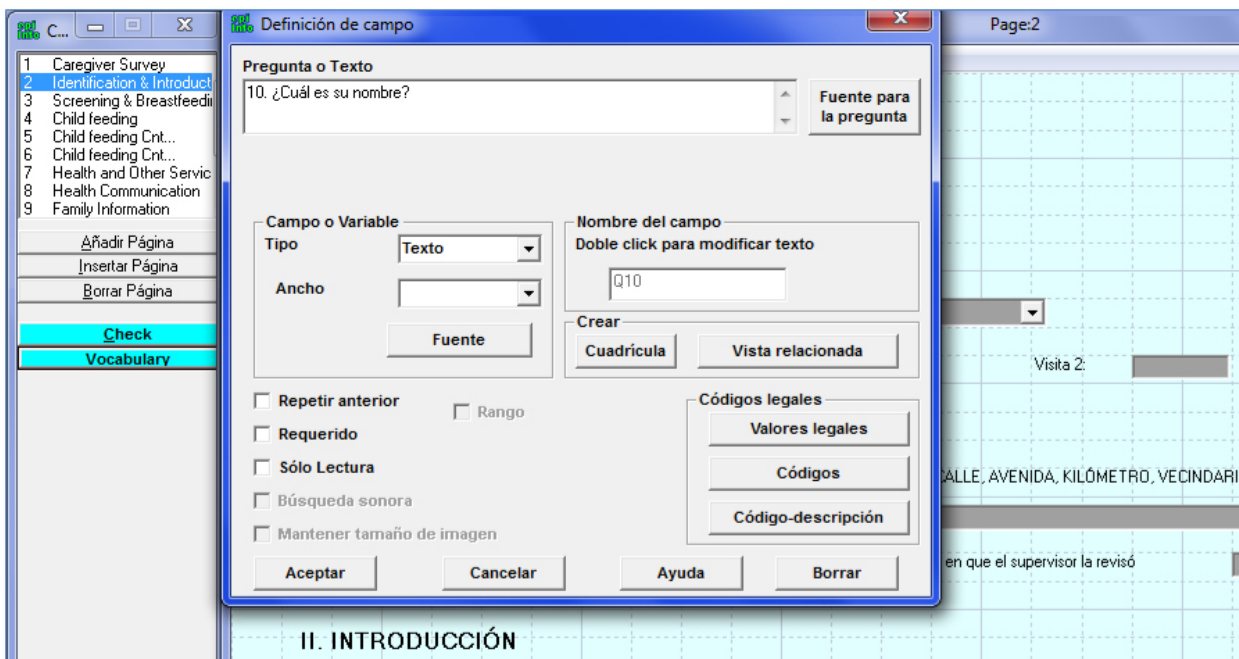 C...
1 Caregiver Survey
2 Identification & Introduct
3 Screening & Breastfeedin
4 Child feeding
5 Child feeding Cnt...
6 Child feeding Cnt...
7 Health and Other Servic
8 Health Communication
9 Family Information
Añadir Página
Insertar Página
Borrar Página
Check
Vocabulary
Definición de campo
Pregunta o Texto
10. ¿Cuál es su nombre?
Fuente para
la pregunta
Campo o Variable
Tipo
Texto
Ancho
Fuente
Nombre del campo
Doble click para modificar texto
Q10
Crear
Cuadrícula
Vista relacionada
Repetir anterior
Rango
Requerido
Sólo Lectura
Búsqueda sonora
Mantener tamaño de imagen
Códigos legales
Valores legales
Códigos
Código-descripción
Aceptar
Cancelar
Ayuda
Borrar
Page:2
Visita 2:
CALLE, AVENIDA, KILÓMETRO, VECINDARI
en que el supervisor la revisó
II. INTRODUCCIÓN